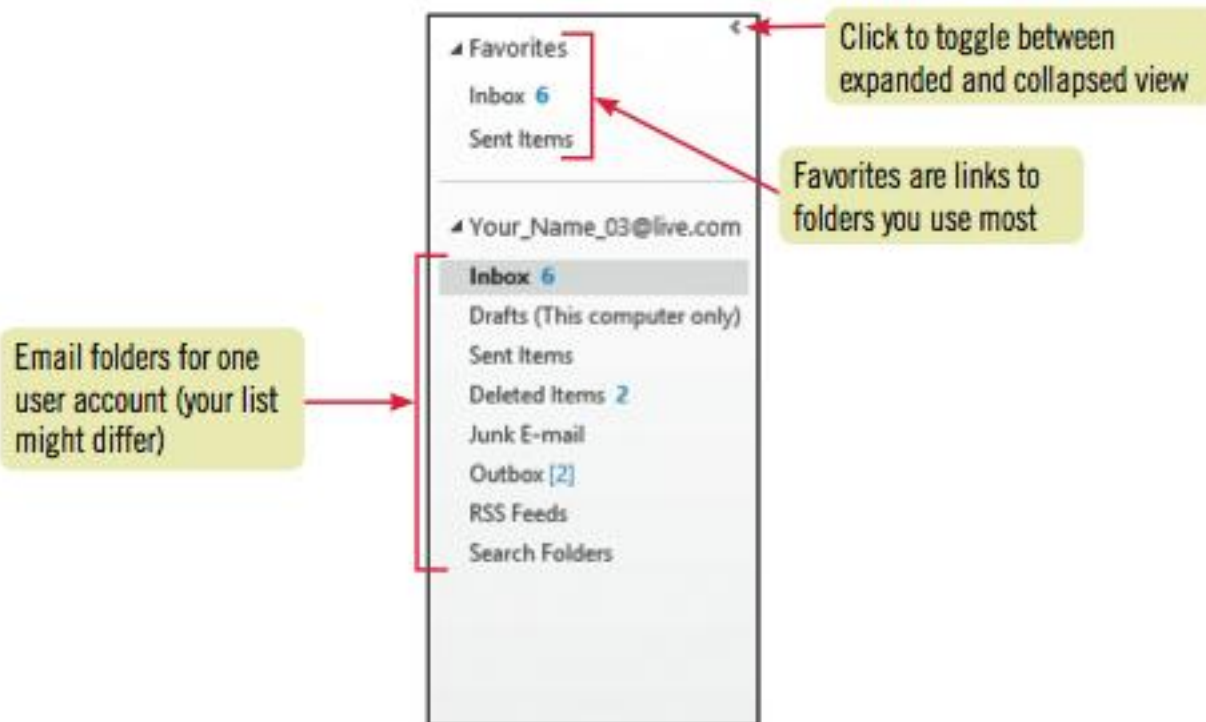 Click to toggle between
expanded and collapsed view
Favorites
Inbox 6
Sent Items
Favorites are links to
folders you use most
Your_Name_03@live.com
Inbox 6
Drafts (This computer only)
Sent Items
Deleted Items 2
Junk E-mail
Outbox [2]
RSS Feeds
Search Folders
Email folders for one
user account (your list
might differ)